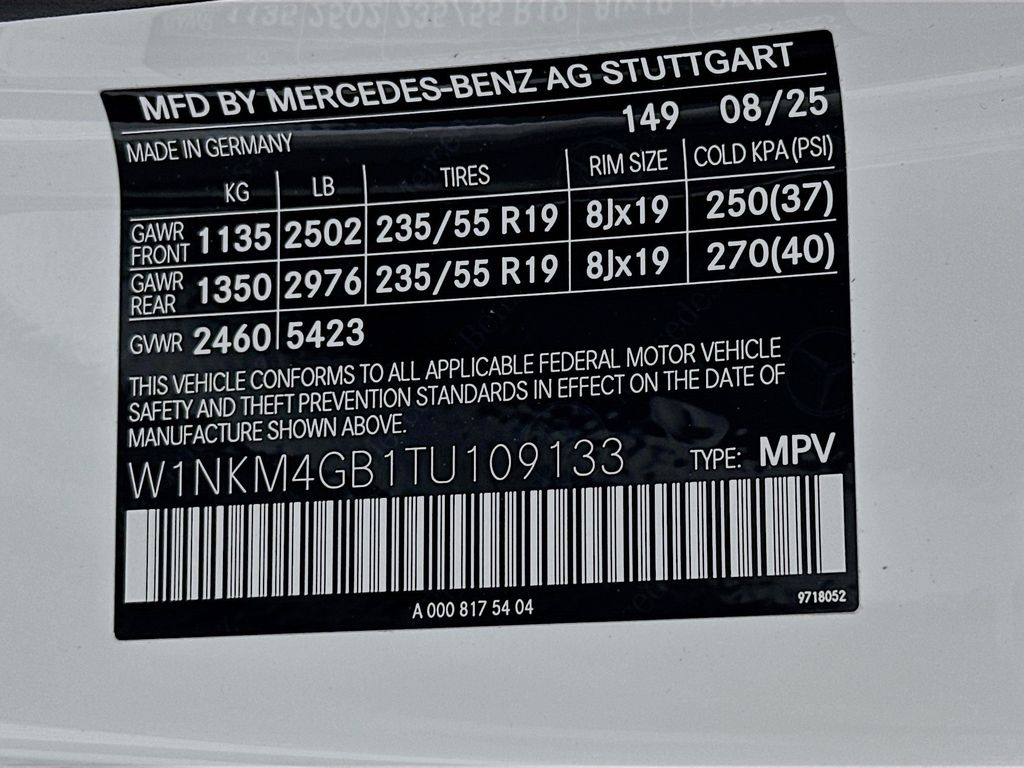 MFD BY MERCEDES-BENZ AG STUTTGART
149 08/25
MADE IN GERMANY
KG LB TIRES RIM SIZE COLD KPA (PSI)
GAWR FRONT 1135 2502 235/55 R19 8Jx19 250(37)
GAWR REAR 1350 2976 235/55 R19 8Jx19 270(40)
GVWR 2460 5423
THIS VEHICLE CONFORMS TO ALL APPLICABLE FEDERAL MOTOR VEHICLE
SAFETY AND THEFT PREVENTION STANDARDS IN EFFECT ON THE DATE OF
MANUFACTURE SHOWN ABOVE.
W1NKM4GB1TU109133 TYPE: MPV
A 000 817 54 04
9718052